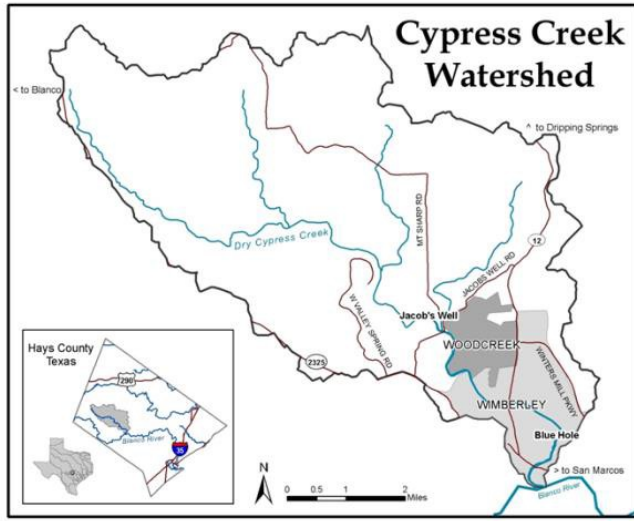 Cypress Creek
Watershed
< to Blanco
^ to Dripping Springs
Dry Cypress Creek
MT SHARP RD
12
JACOBS WELL RD
W VALLEY SPRING RD
Jacob's Well
WOODCREEK
2325
WINTERS MILL PKWY
WIMBERLEY
Blue Hole
> to San Marcos
Blanco River
Hays County
Texas
290
Blanco River
35
N
0 0.5 1 2
Miles